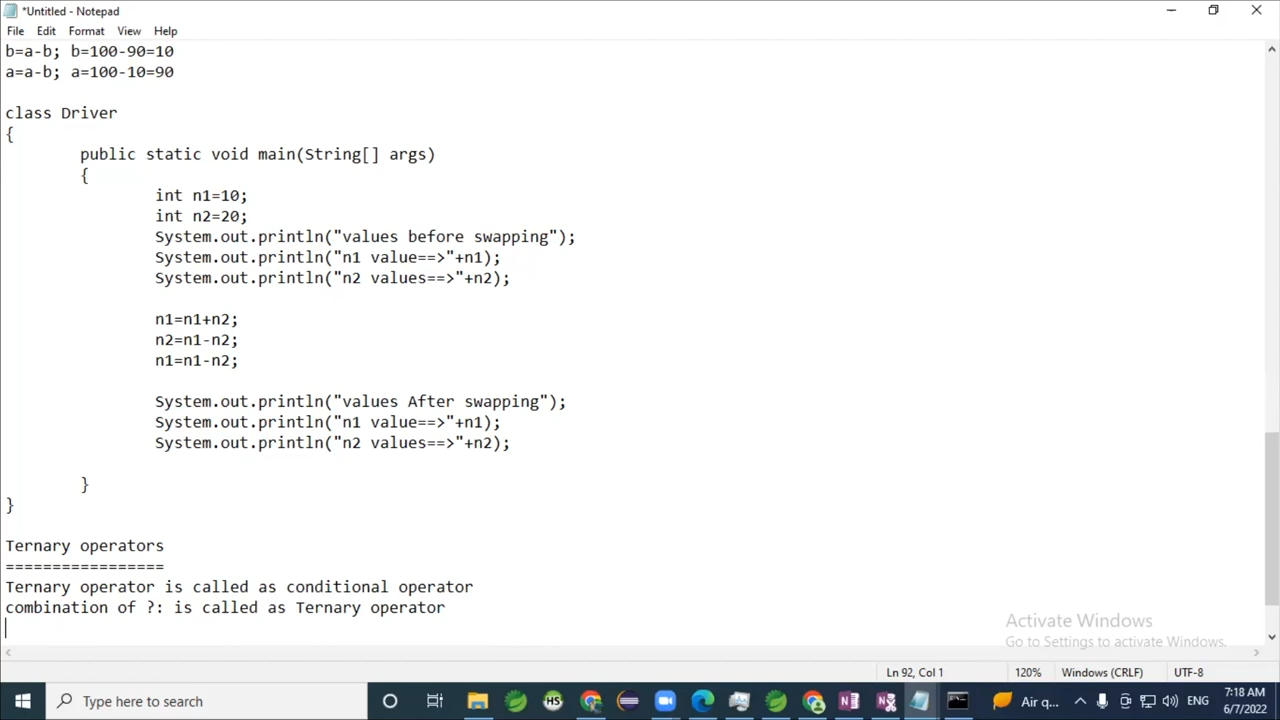 *Untitled - Notepad
File Edit Format View Help
b=a-b; b=100-90=10
a=a-b; a=100-10=90
class Driver
{
public static void main(String[] args)
{
int n1=10;
int n2=20;
System.out.println("values before swapping");
System.out.println("n1 value==>"+n1);
System.out.println("n2 values==>"+n2);
n1=n1+n2;
n2=n1-n2;
n1=n1-n2;
System.out.println("values After swapping");
System.out.println("n1 value==>"+n1);
System.out.println("n2 values==>"+n2);
}
}
Ternary operators
=================
Ternary operator is called as conditional operator
combination of ?: is called as Ternary operator
Activate Windows
Go to Settings to activate Windows.
Ln 92, Col 1 120% Windows (CRLF) UTF-8
Type here to search
HS
Air q...
ENG
7:18 AM
6/7/2022